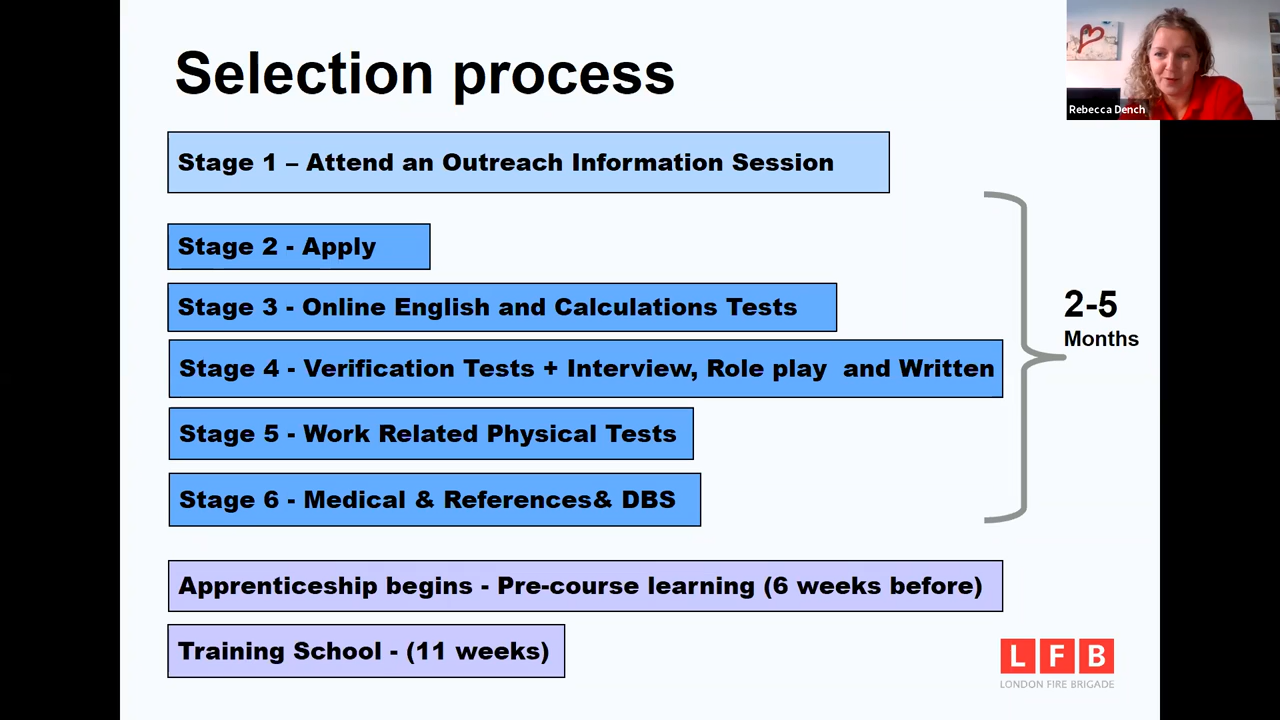 Selection process
Rebecca Dench
Stage 1 – Attend an Outreach Information Session
Stage 2 - Apply
Stage 3 - Online English and Calculations Tests
Stage 4 - Verification Tests + Interview, Role play  and Written
Stage 5 - Work Related Physical Tests
Stage 6 - Medical & References& DBS
2-5
Months
Apprenticeship begins - Pre-course learning (6 weeks before)
Training School - (11 weeks)
LFB
LONDON FIRE BRIGADE